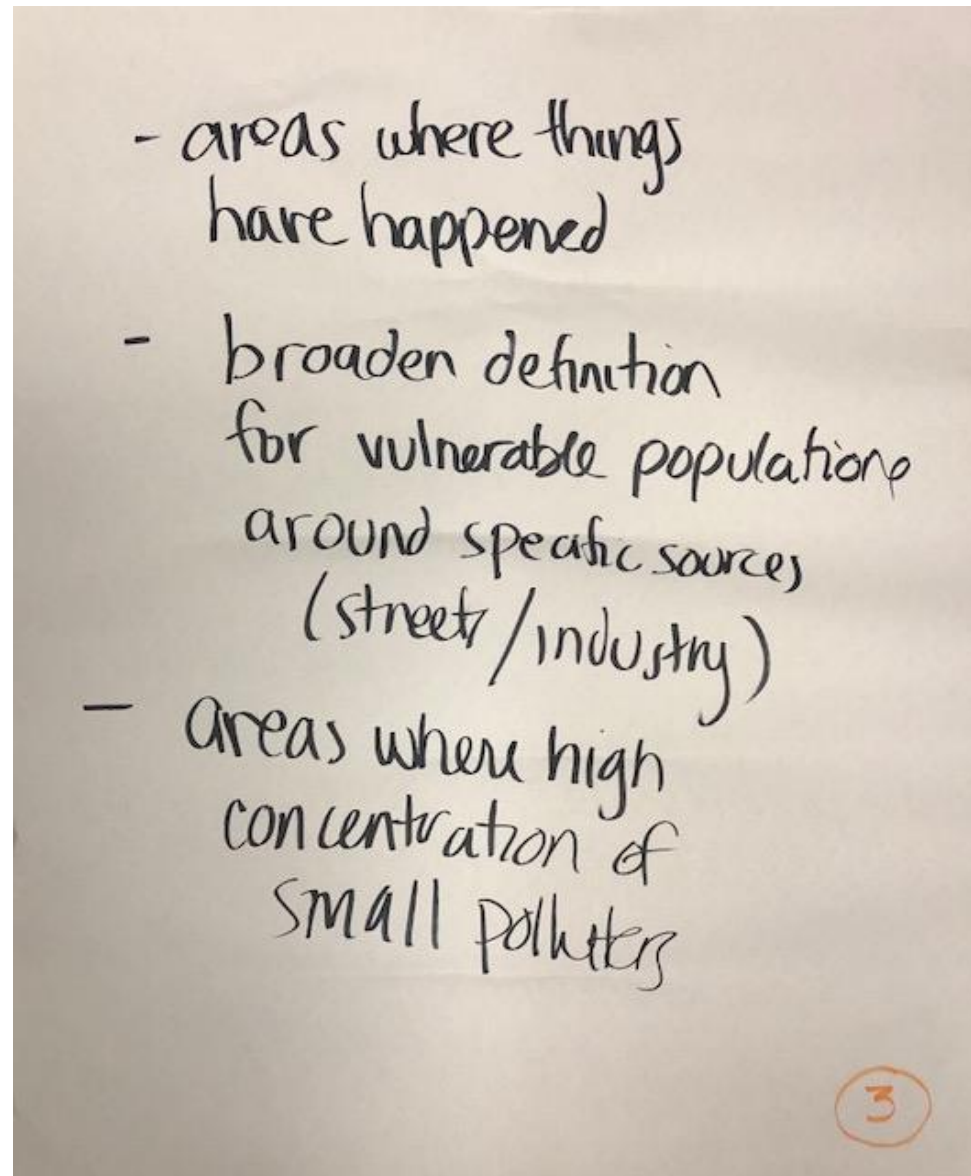 - areas where things
have happened
- broaden definition
for vulnerable populations
around specific sources
(streets/industry)
- areas where high
concentration of
small polluters
3